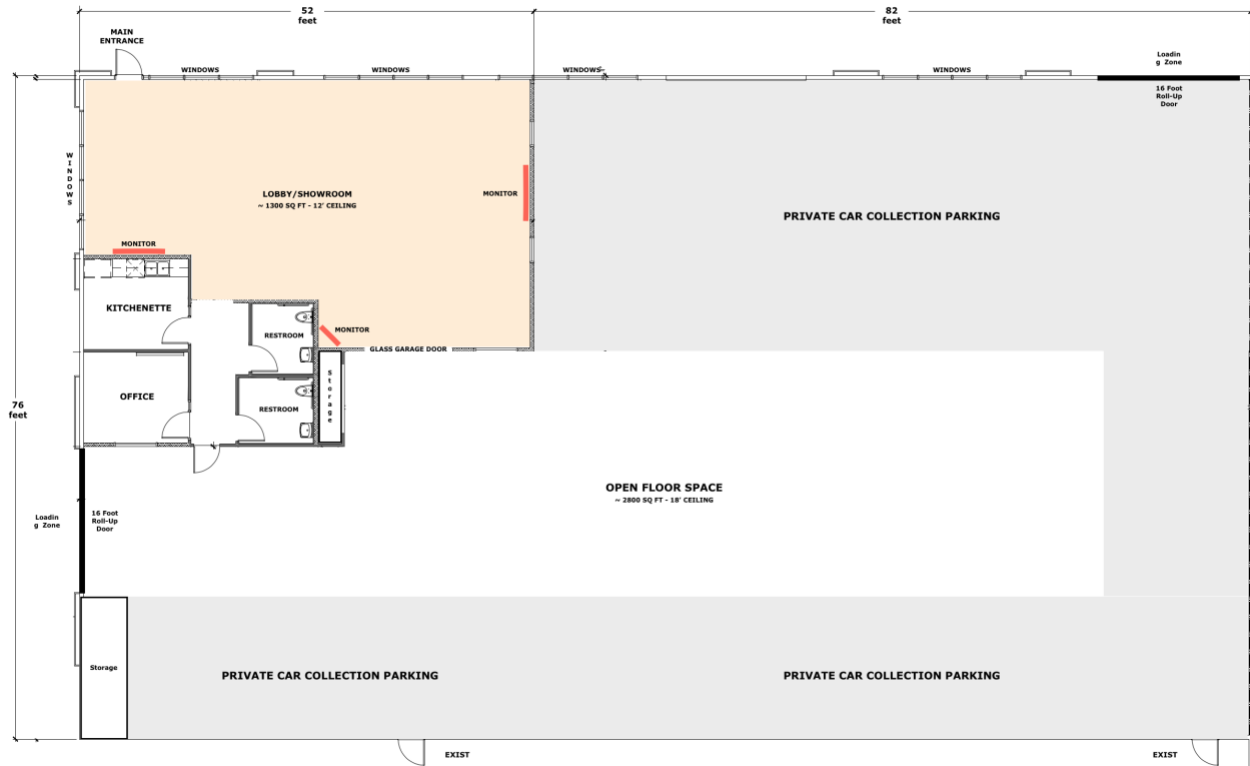 52
feet
82
feet
MAIN
ENTRANCE
WINDOWS
WINDOWS
WINDOWS
WINDOWS
Loadin
g Zone
16 Foot
Roll-Up
Door
WINDOWS
LOBBY/SHOWROOM
~ 1300 SQ FT - 12' CEILING
MONITOR
PRIVATE CAR COLLECTION PARKING
MONITOR
KITCHENETTE
RESTROOM
MONITOR
GLASS GARAGE DOOR
Storage
OFFICE
RESTROOM
76
feet
OPEN FLOOR SPACE
~ 2800 SQ FT - 18' CEILING
Loadin
g Zone
16 Foot
Roll-Up
Door
Storage
PRIVATE CAR COLLECTION PARKING
PRIVATE CAR COLLECTION PARKING
EXIST
EXIST